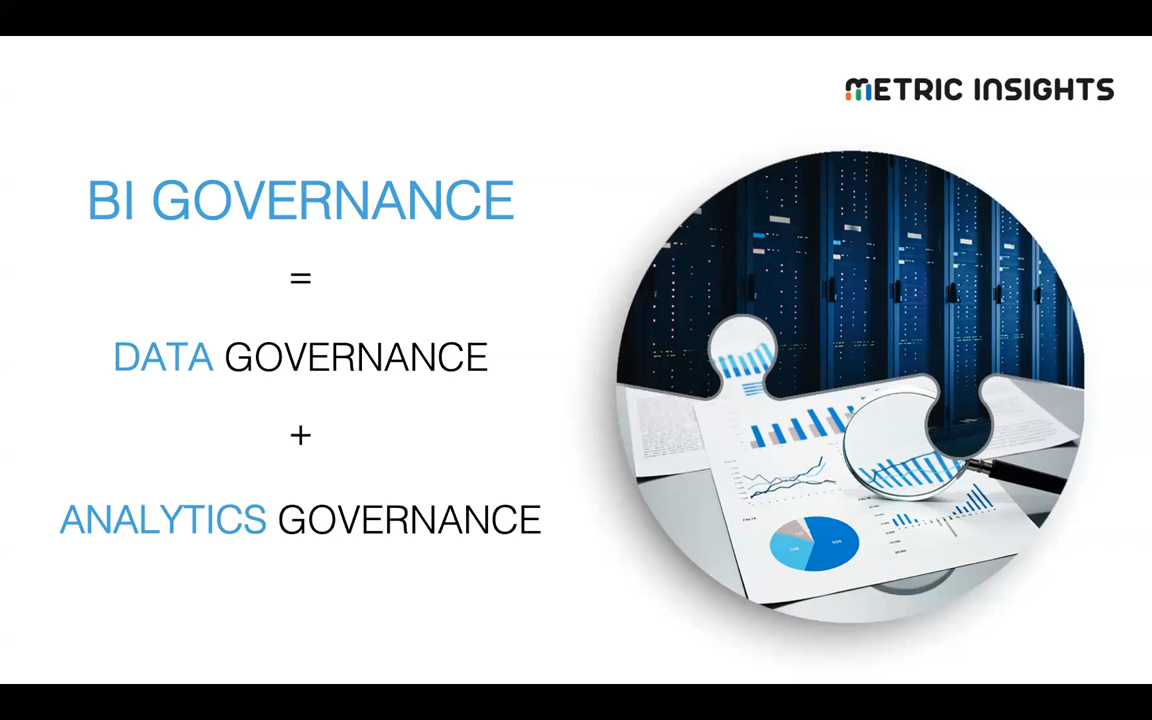 METRIC INSIGHTS
BI GOVERNANCE
=
DATA GOVERNANCE
+
ANALYTICS GOVERNANCE